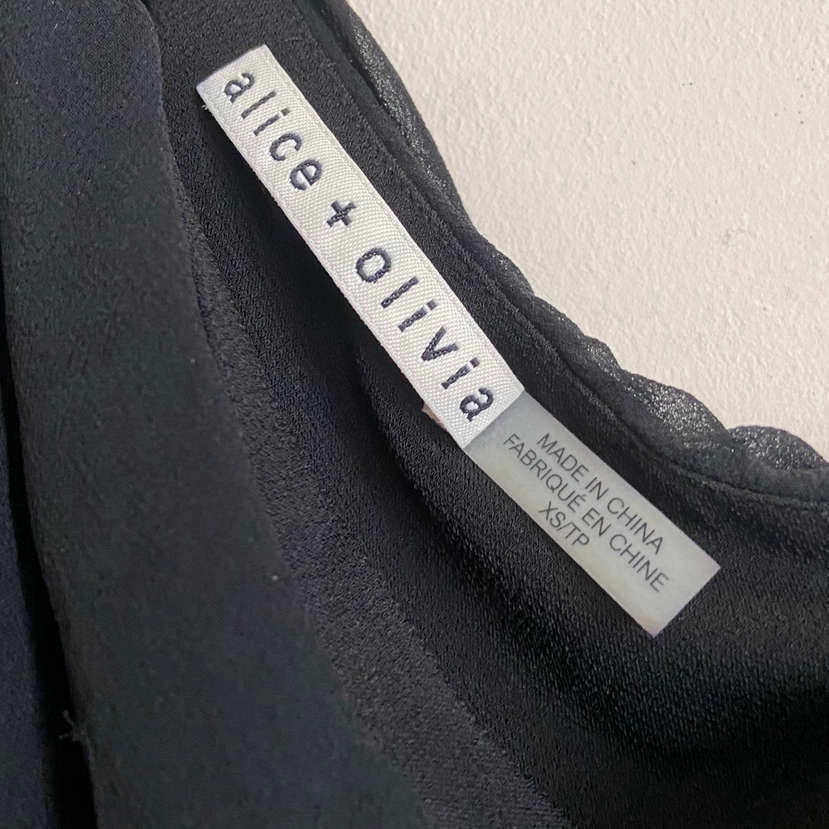 alice + olivia
MADE IN CHINA
FABRIQUÉ EN CHINE
XS/TP